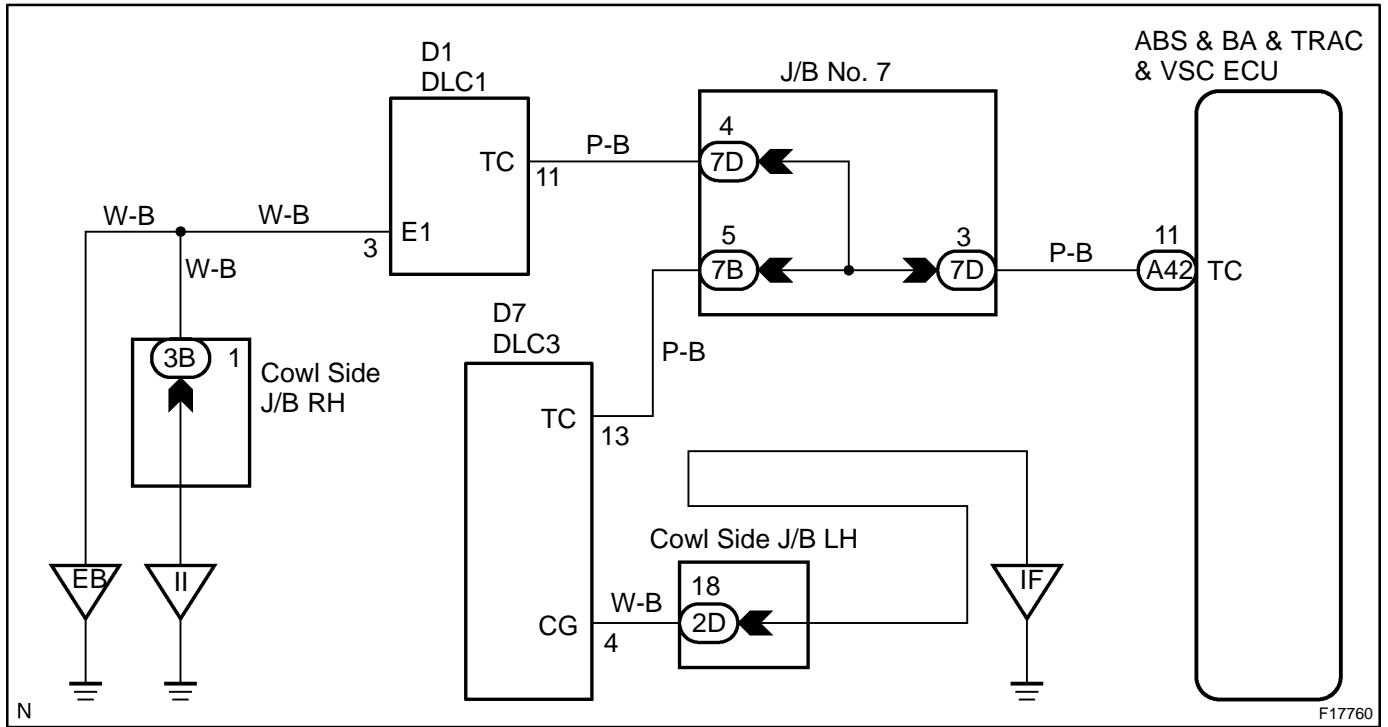 D1
DLC1
J/B No. 7
ABS & BA & TRAC
& VSC ECU
TC
11
P-B
4
7D
W-B
W-B
3
E1
W-B
5
7B
3
7D
P-B
11
A42
TC
3B
1
Cowl Side
J/B RH
D7
DLC3
P-B
TC
13
Cowl Side J/B LH
EB
II
18
IF
W-B
2D
CG
4
N
F17760